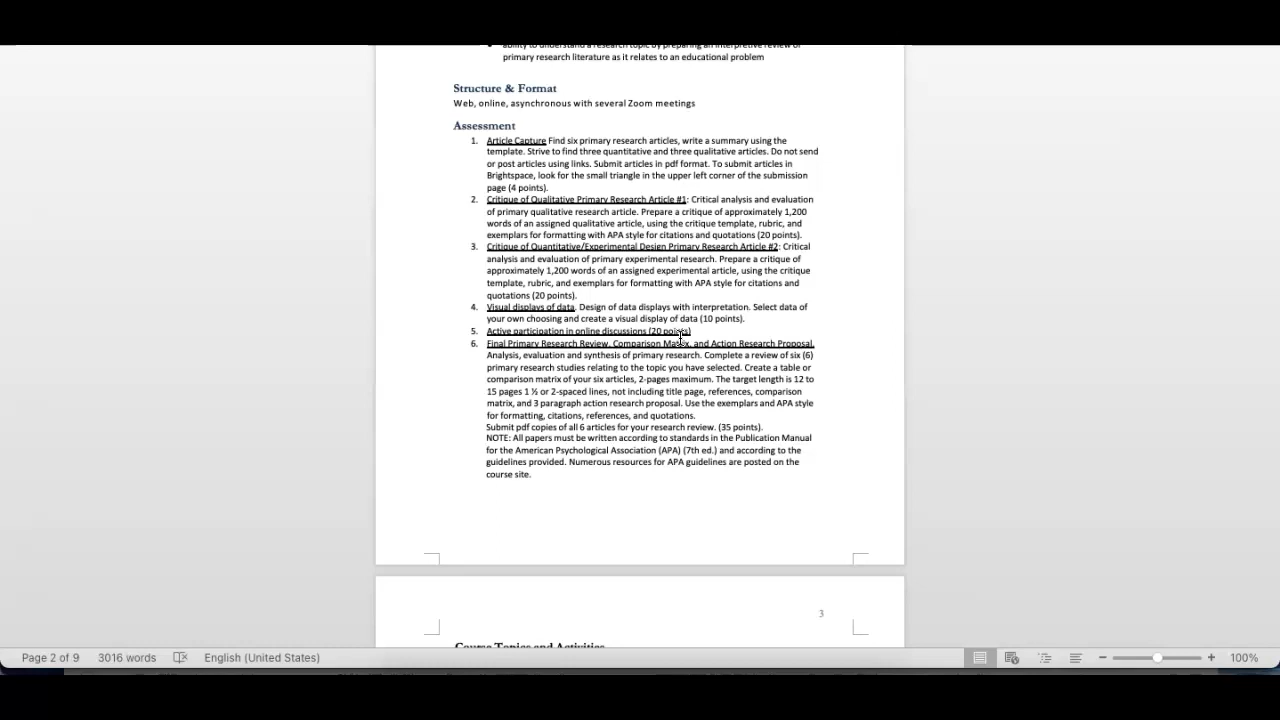 ability to understand a research topic by preparing an interpretive review of
primary research literature as it relates to an educational problem
Structure & Format
Web, online, asynchronous with several Zoom meetings
Assessment
1. Article Capture Find six primary research articles, write a summary using the
template. Strive to find three quantitative and three qualitative articles. Do not send
or post articles using links. Submit articles in pdf format. To submit articles in
Brightspace, look for the small triangle in the upper left corner of the submission
page (4 points).
2. Critique of Qualitative Primary Research Article #1: Critical analysis and evaluation
of primary qualitative research article. Prepare a critique of approximately 1,200
words of an assigned qualitative article, using the critique template, rubric, and
exemplars for formatting with APA style for citations and quotations (20 points).
3. Critique of Quantitative/Experimental Design Primary Research Article #2: Critical
analysis and evaluation of primary experimental research. Prepare a critique of
approximately 1,200 words of an assigned experimental article, using the critique
template, rubric, and exemplars for formatting with APA style for citations and
quotations (20 points).
4. Visual displays of data. Design of data displays with interpretation. Select data of
your own choosing and create a visual display of data (10 points).
5. Active participation in online discussions (20 points)
6. Final Primary Research Review, Comparison Matrix, and Action Research Proposal.
Analysis, evaluation and synthesis of primary research. Complete a review of six (6)
primary research studies relating to the topic you have selected. Create a table or
comparison matrix of your six articles, 2-pages maximum. The target length is 12 to
15 pages 1 ½ or 2-spaced lines, not including title page, references, comparison
matrix, and 3 paragraph action research proposal. Use the exemplars and APA style
for formatting, citations, references, and quotations.
Submit pdf copies of all 6 articles for your research review. (35 points).
NOTE: All papers must be written according to standards in the Publication Manual
for the American Psychological Association (APA) (7th ed.) and according to the
guidelines provided. Numerous resources for APA guidelines are posted on the
course site.
3
Course Topics and Activities
Page 2 of 9 3016 words English (United States) 100%